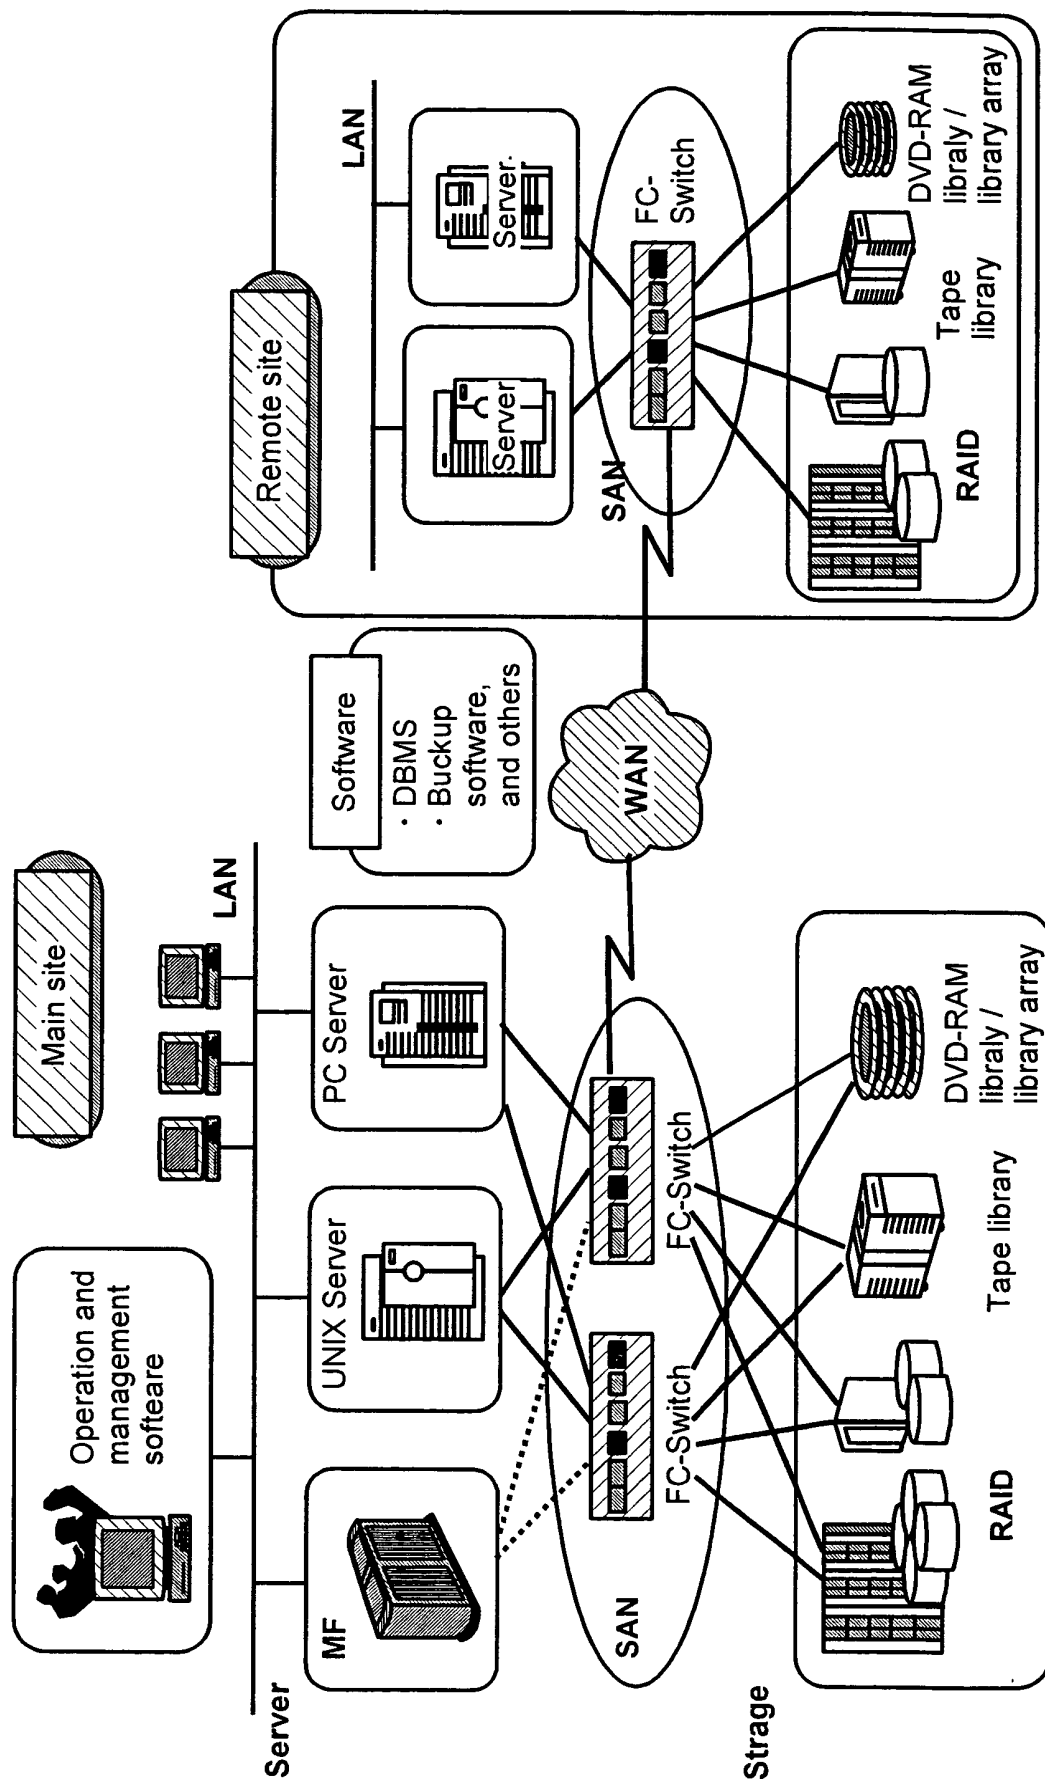 Main site
Operation and
management
softeare
LAN
Server
MF
UNIX Server
PC Server
Software
· DBMS
· Buckup
software,
and others
SAN
FC-Switch
FC-Switch
WAN
Strage
RAID
Tape library
DVD-RAM
libraly /
library array
Remote site
LAN
Server
Server.
SAN
FC-
Switch
RAID
Tape
library
DVD-RAM
libraly /
library array